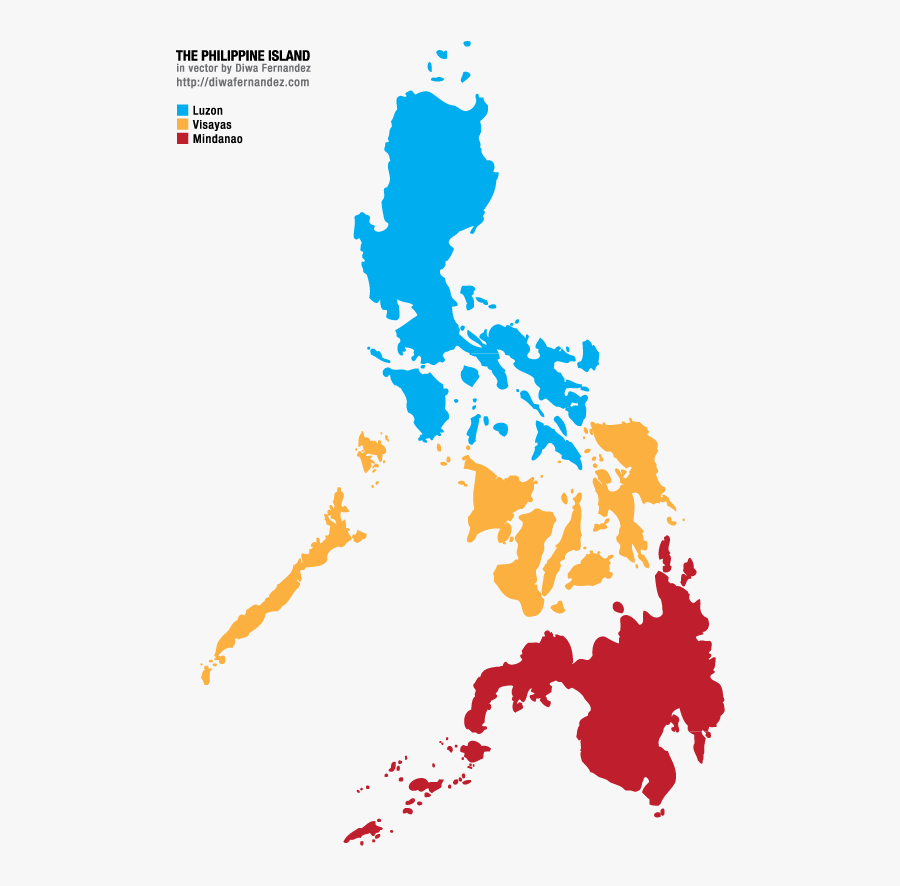 THE PHILIPPINE ISLAND
in vector by Diwa Fernandez
http://diwafernandez.com
Luzon
Visayas
Mindanao